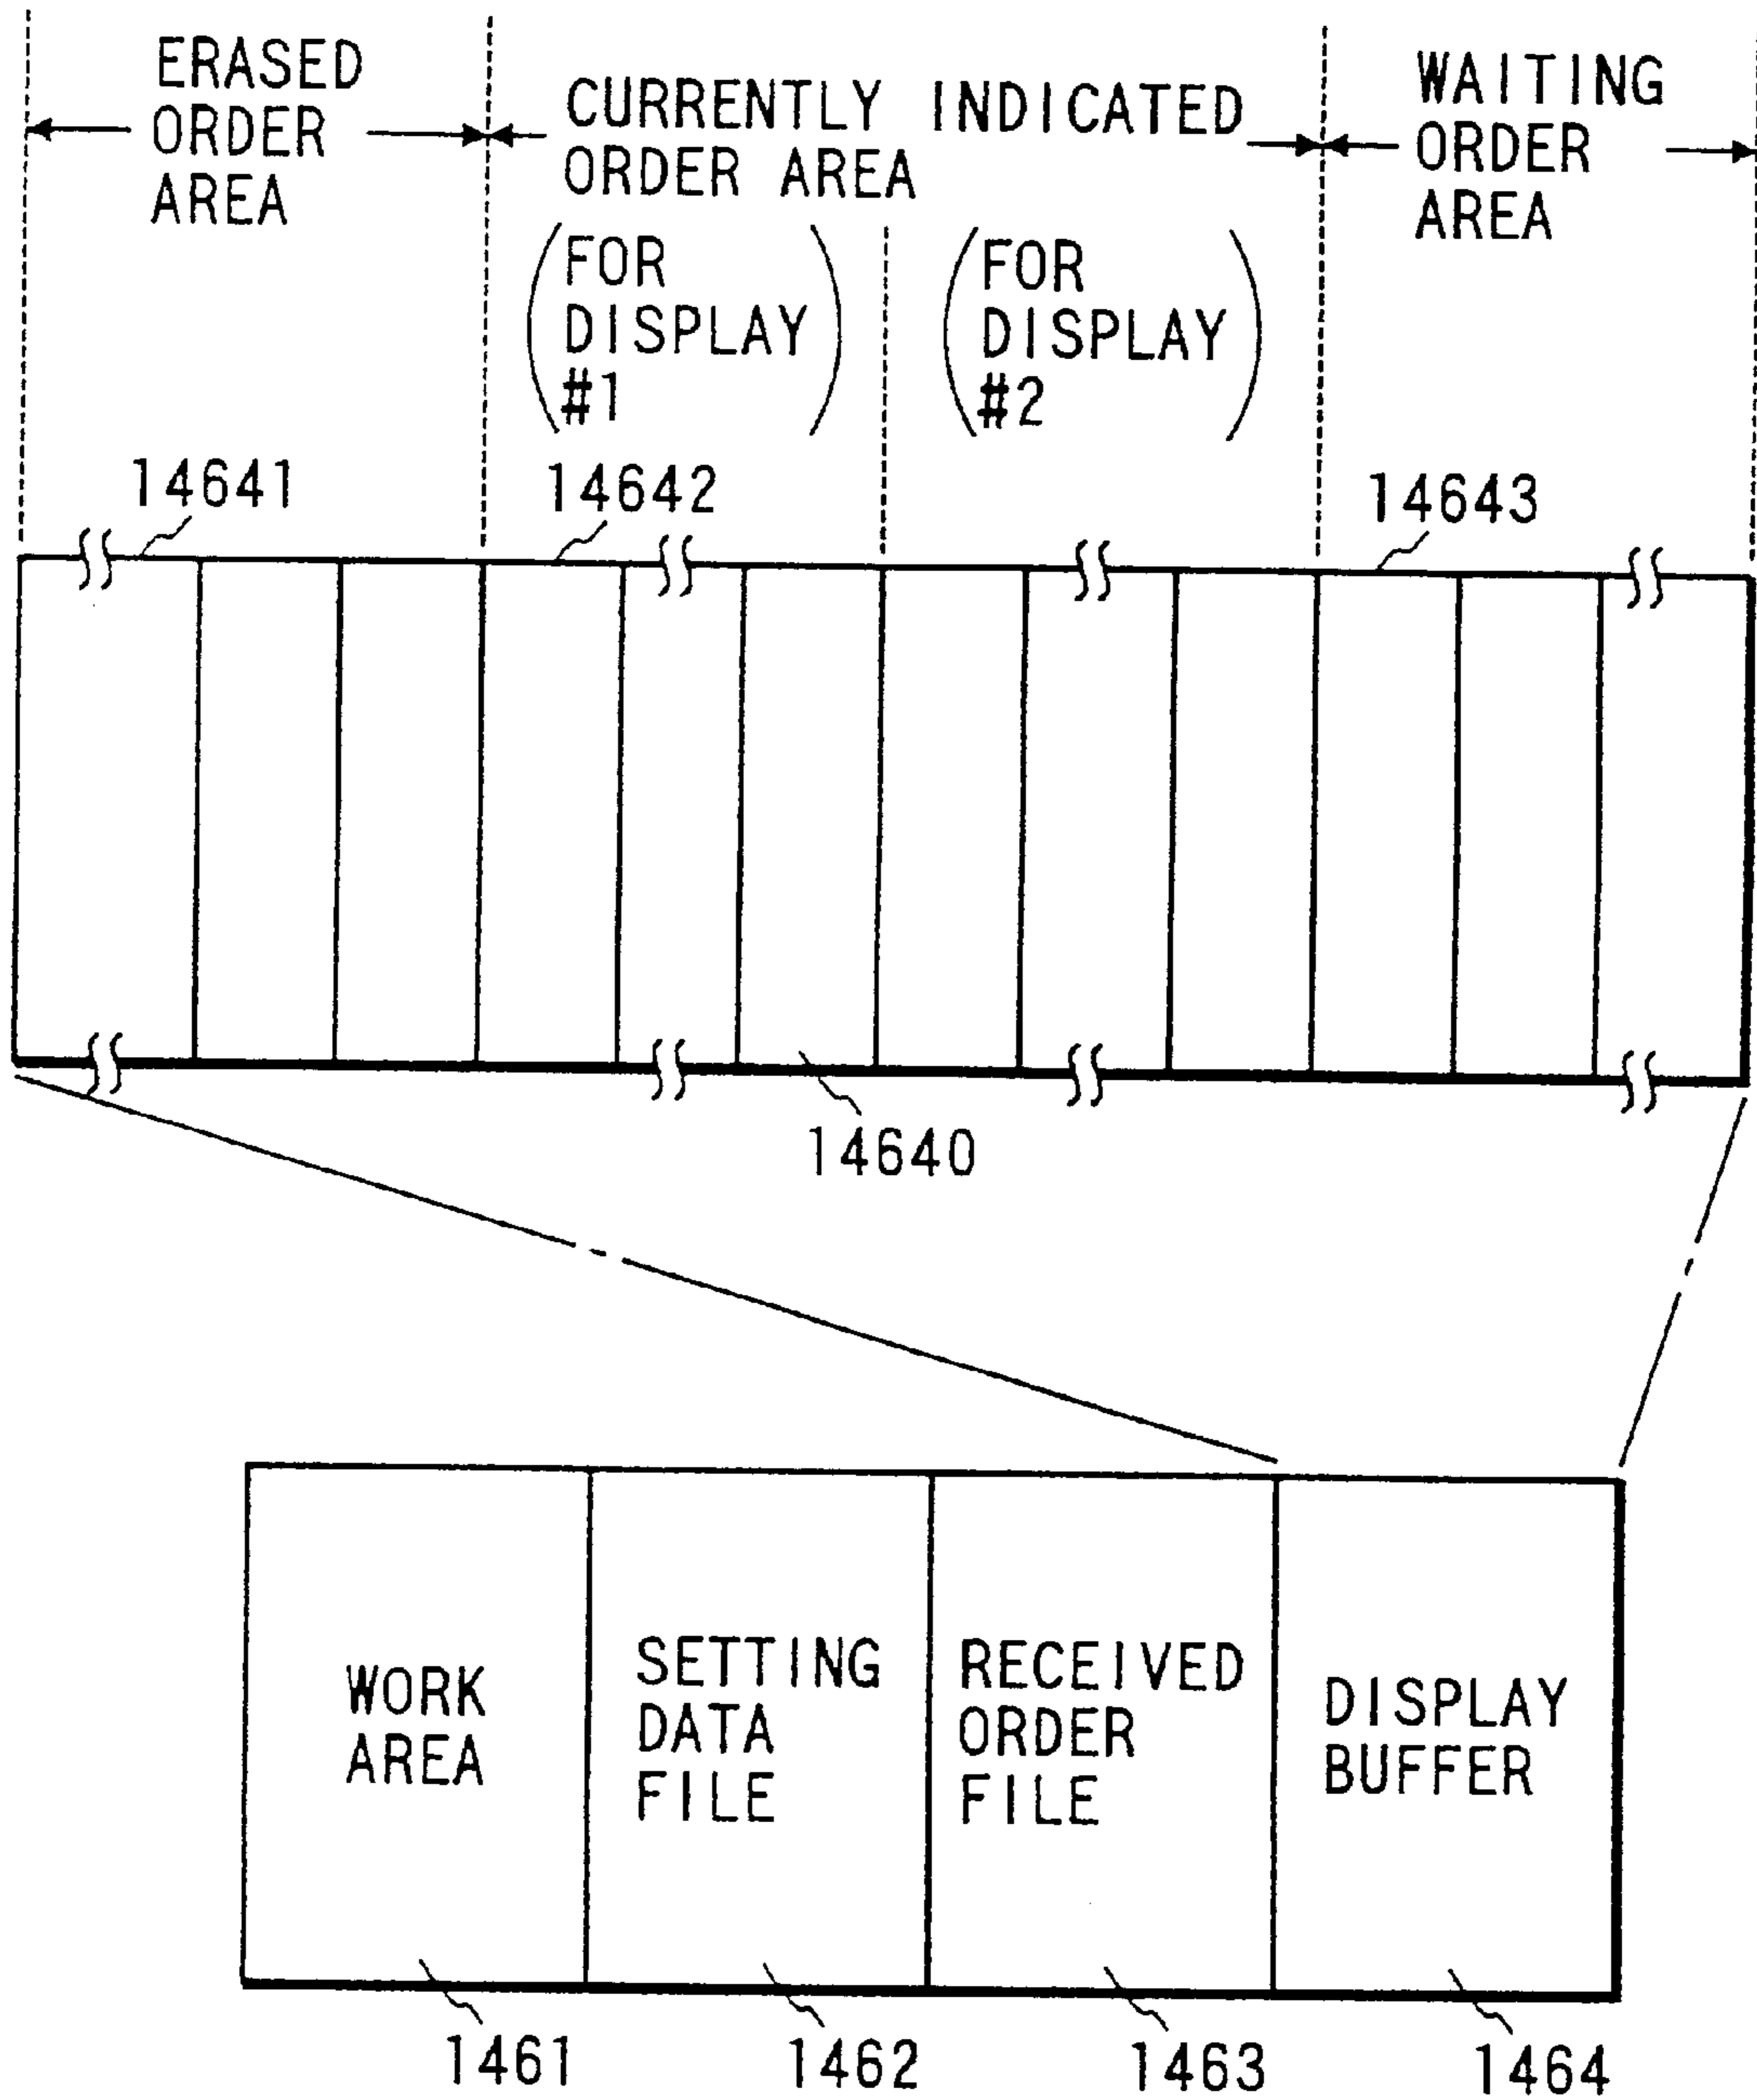 ERASED
ORDER
AREA
CURRENTLY INDICATED
ORDER AREA
WAITING
ORDER
AREA
(FOR
DISPLAY
#1)
(FOR
DISPLAY
#2)
14641
14642
14643
14640
WORK
AREA
SETTING
DATA
FILE
RECEIVED
ORDER
FILE
DISPLAY
BUFFER
1461
1462
1463
1464